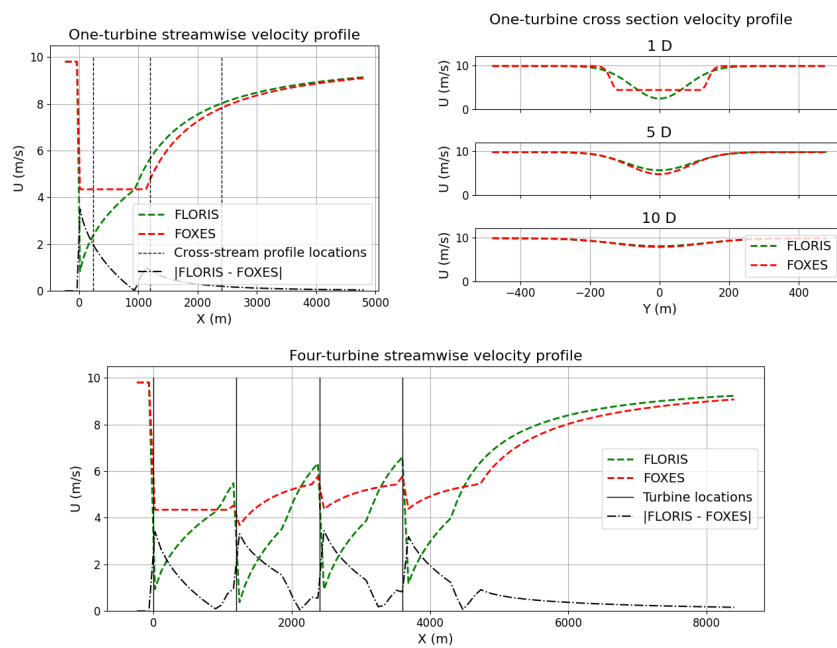 One-turbine streamwise velocity profile
10
8
6
4
2
0
U (m/s)
FLORIS
FOXES
Cross-stream profile locations
|FLORIS - FOXES|
0 1000 2000 3000 4000 5000
X (m)
One-turbine cross section velocity profile
1 D
10
0
U (m/s)
5 D
10
0
U (m/s)
10 D
10
0
U (m/s)
FLORIS
FOXES
−400 −200 0 200 400
Y (m)
Four-turbine streamwise velocity profile
10
8
6
4
2
0
U (m/s)
FLORIS
FOXES
Turbine locations
|FLORIS - FOXES|
0 2000 4000 6000 8000
X (m)